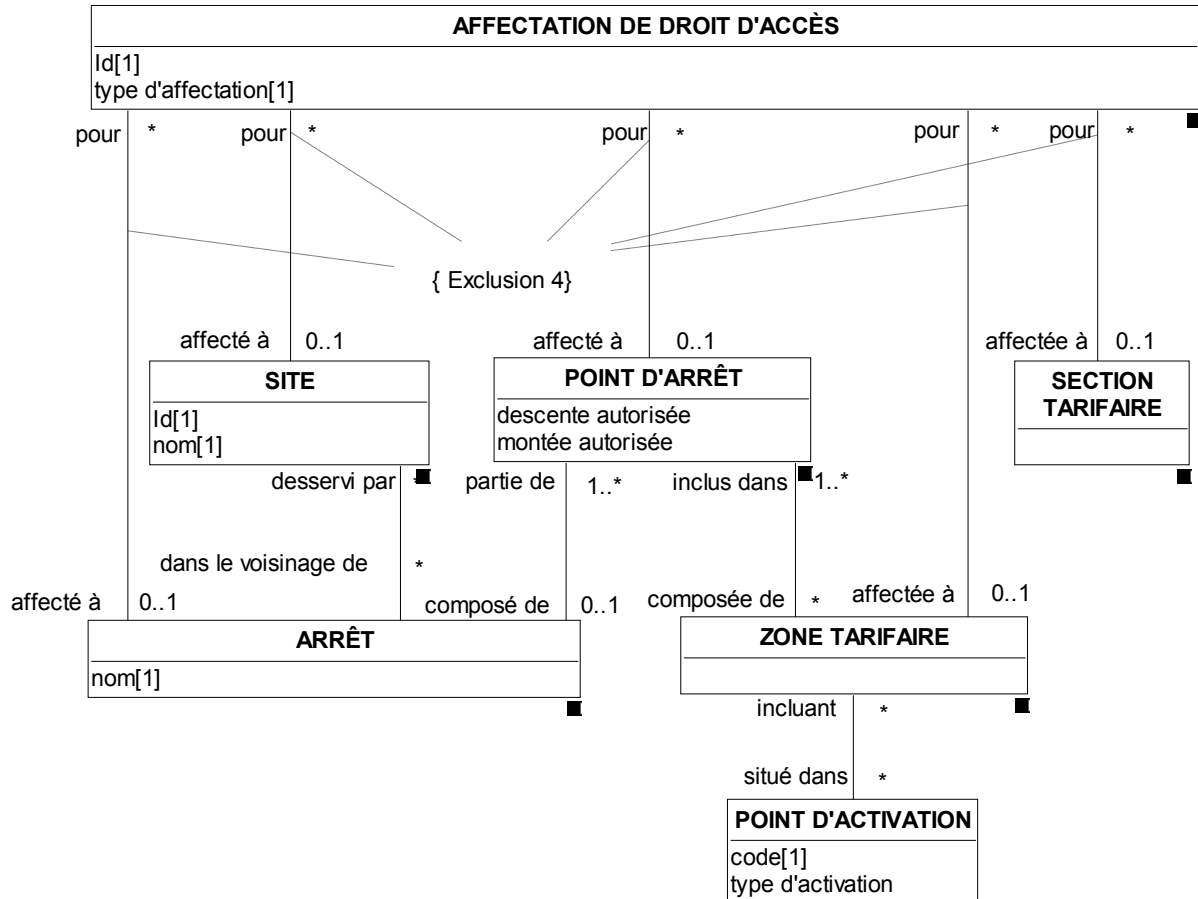 AFFECTATION DE DROIT D'ACCÈS
Id[1]
type d'affectation[1]
pour * pour * pour * pour * pour *
{ Exclusion 4}
affecté à 0..1 affecté à 0..1 affectée à 0..1
SITE
Id[1]
nom[1]
POINT D'ARRÊT
descente autorisée
montée autorisée
SECTION
TARIFAIRE
desservi par * partie de 1..* inclus dans 1..*
dans le voisinage de *
affecté à 0..1 composé de 0..1 composée de * affectée à 0..1
ARRÊT
nom[1]
ZONE TARIFAIRE
incluant *
situé dans *
POINT D'ACTIVATION
code[1]
type d'activation